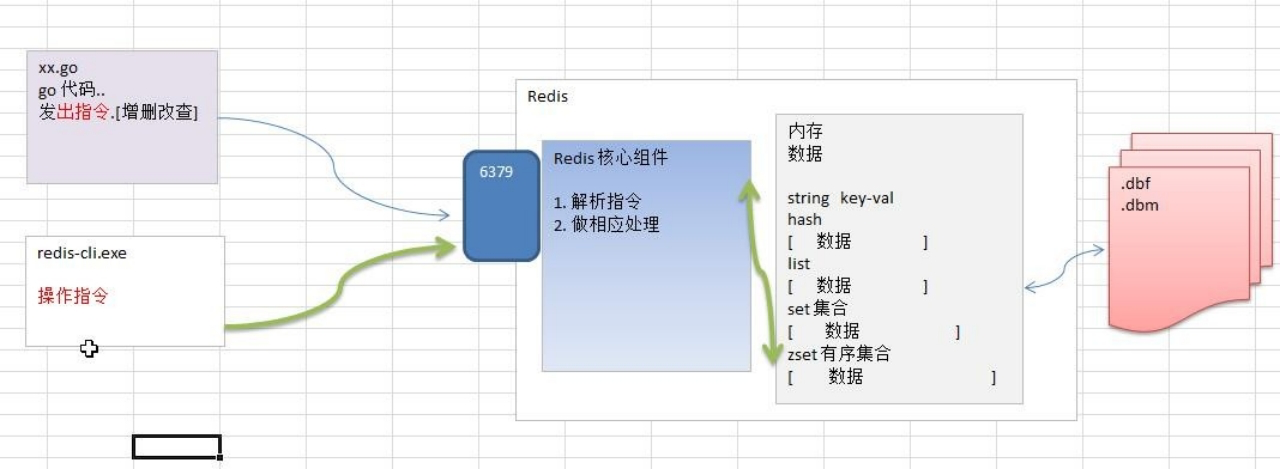 xx.go
go 代码..
发出指令.[增删改查]
redis-cli.exe
操作指令
Redis
6379
Redis 核心组件
1. 解析指令
2. 做相应处理
内存
数据
string key-val
hash
[ 数据 ]
list
[ 数据 ]
set 集合
[ 数据 ]
zset 有序集合
[ 数据 ]
.dbf
.dbm